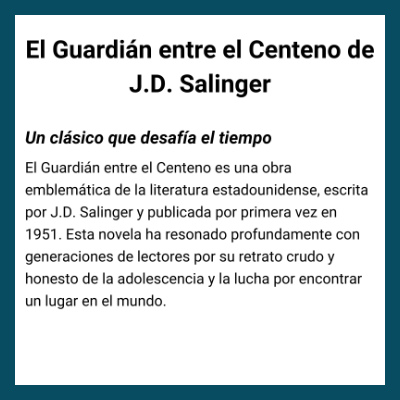 El Guardián entre el Centeno de
J.D. Salinger
Un clásico que desafía el tiempo
El Guardián entre el Centeno es una obra
emblemática de la literatura estadounidense, escrita
por J.D. Salinger y publicada por primera vez en
1951. Esta novela ha resonado profundamente con
generaciones de lectores por su retrato crudo y
honesto de la adolescencia y la lucha por encontrar
un lugar en el mundo.